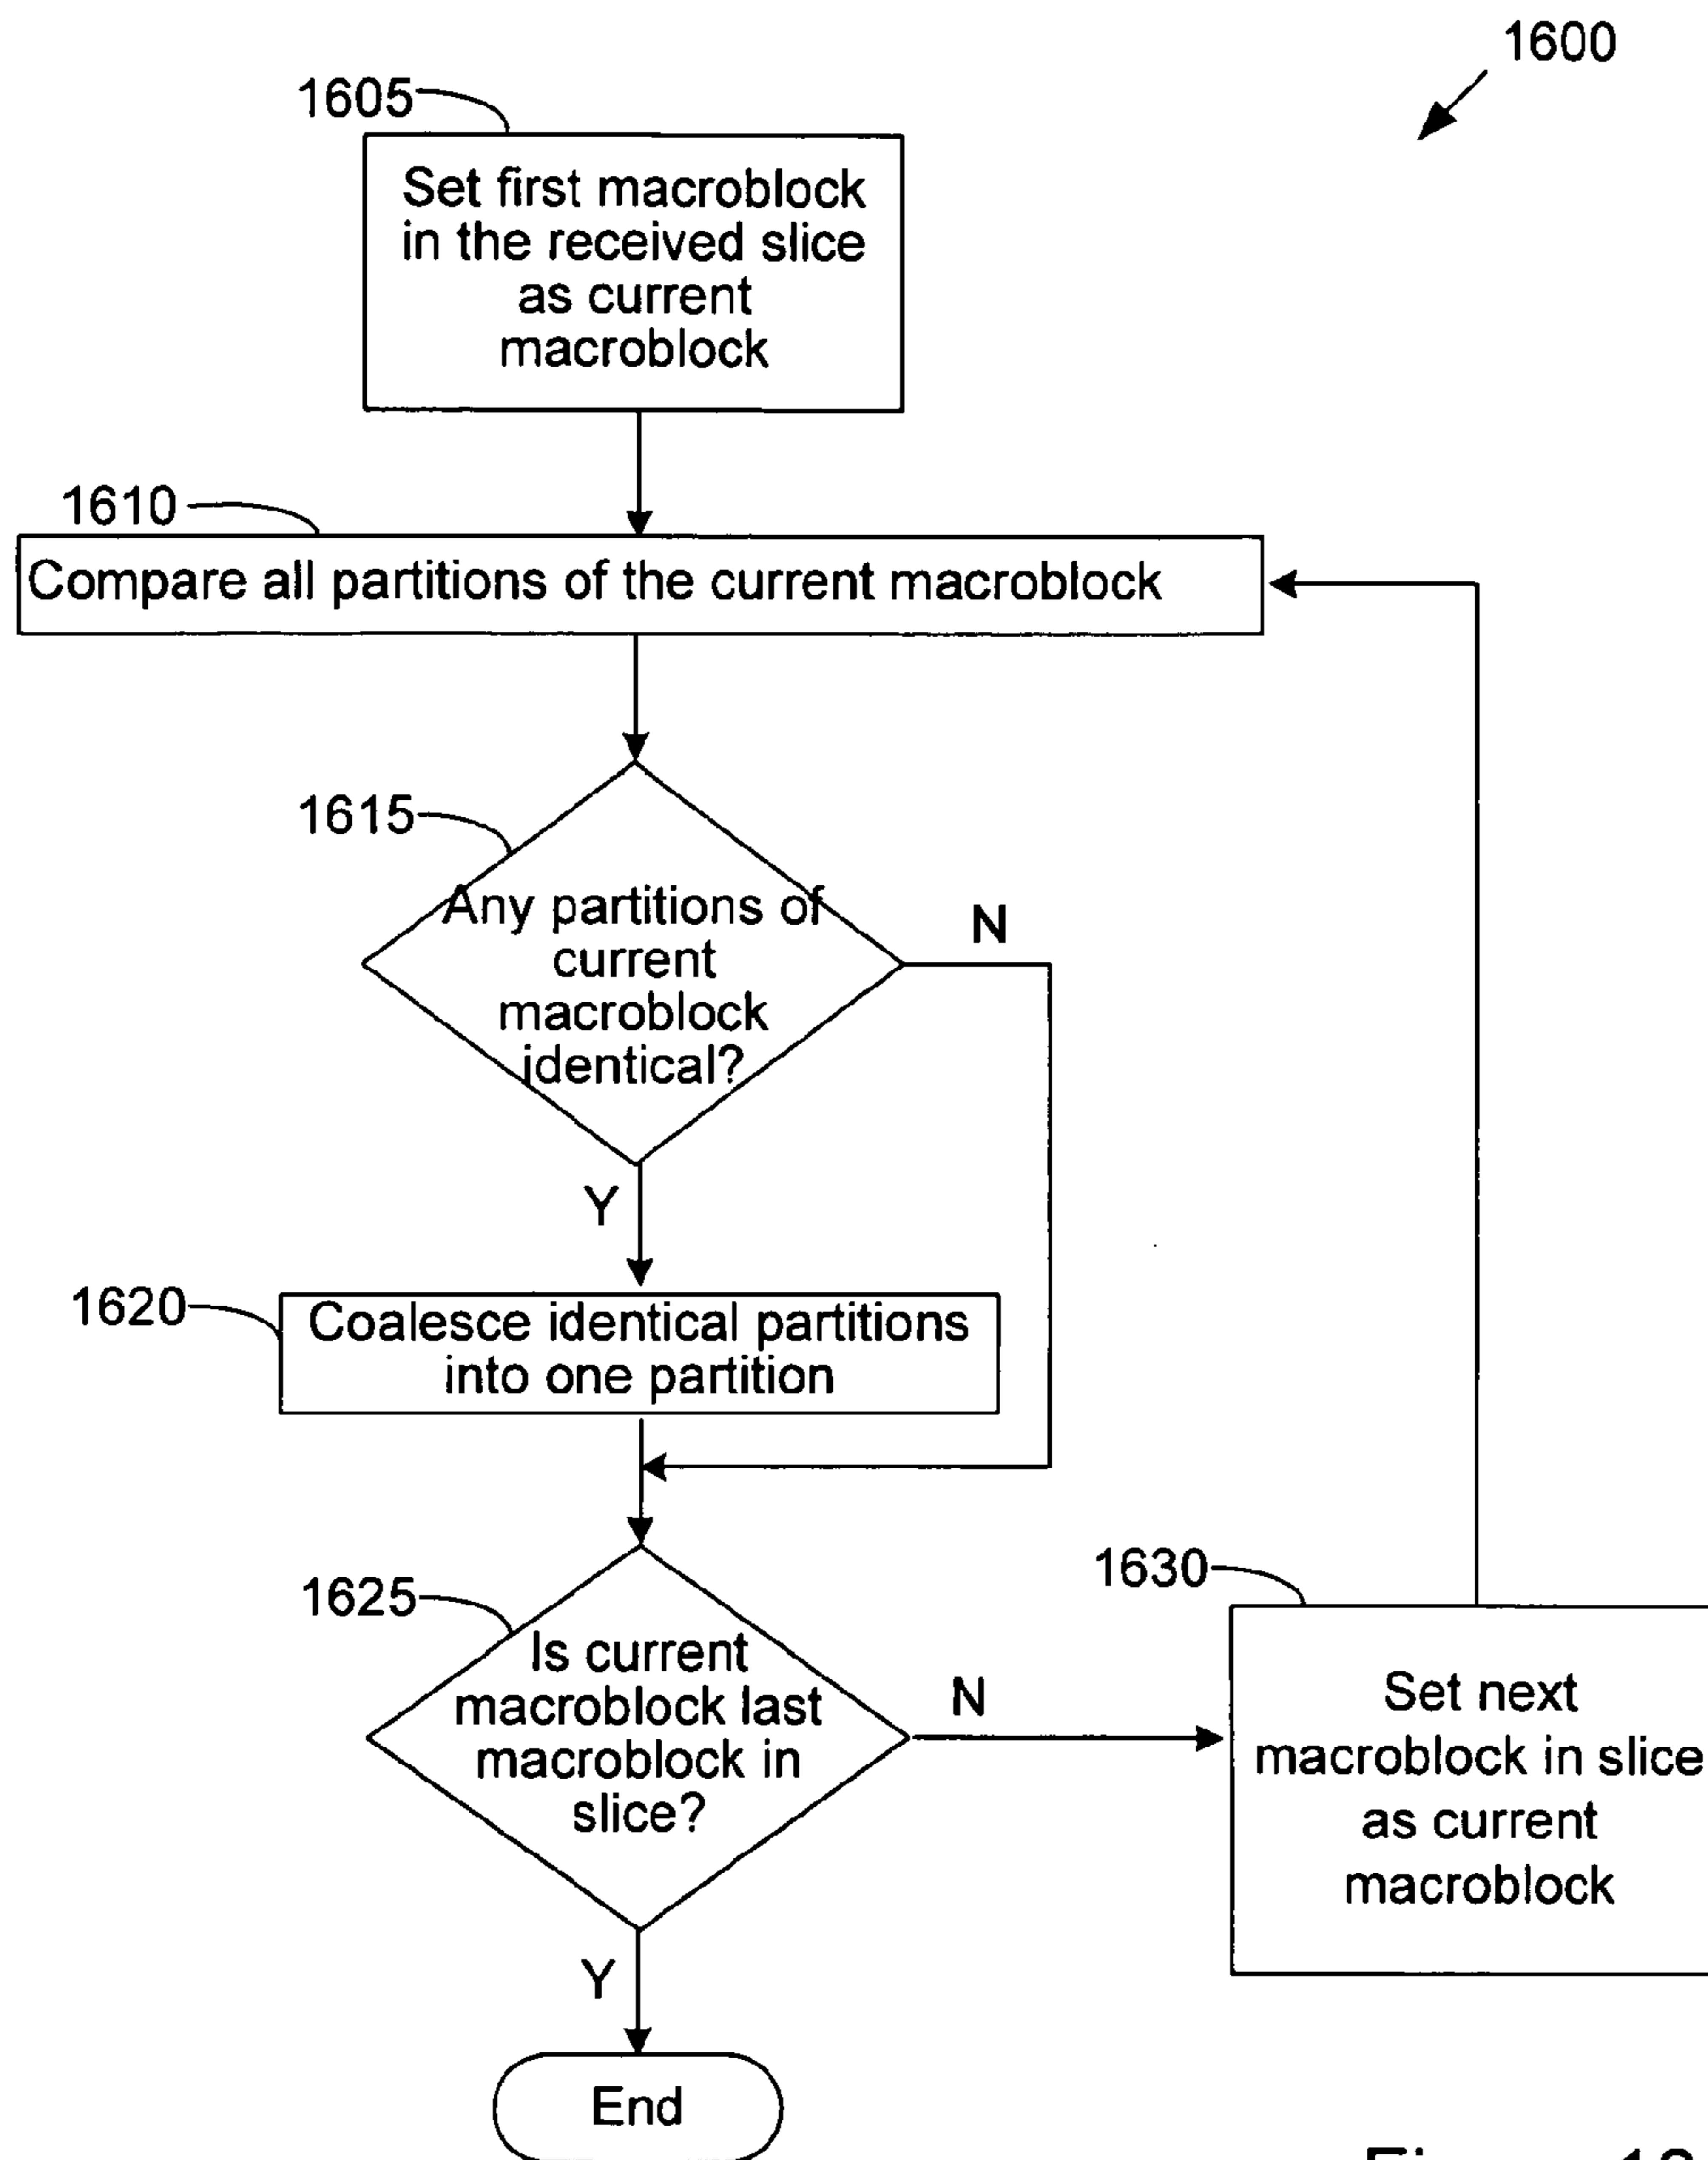 1600
1605
Set first macroblock
in the received slice
as current
macroblock
1610
Compare all partitions of the current macroblock
1615
Any partitions of
current
macroblock
identical?
N
Y
1620
Coalesce identical partitions
into one partition
1625
Is current
macroblock last
macroblock in
slice?
N
1630
Set next
macroblock in slice
as current
macroblock
Y
End